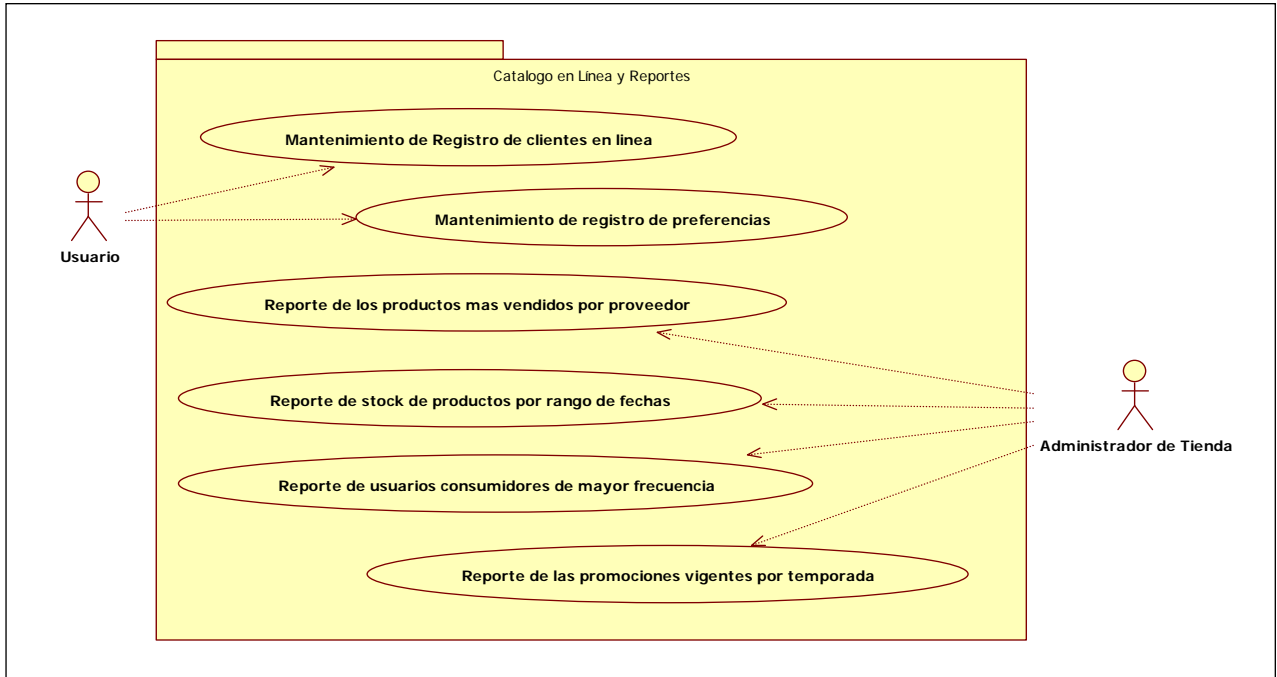 Catalogo en Línea y Reportes
Mantenimiento de Registro de clientes en linea
Mantenimiento de registro de preferencias
Usuario
Reporte de los productos mas vendidos por proveedor
Reporte de stock de productos por rango de fechas
Administrador de Tienda
Reporte de usuarios consumidores de mayor frecuencia
Reporte de las promociones vigentes por temporada